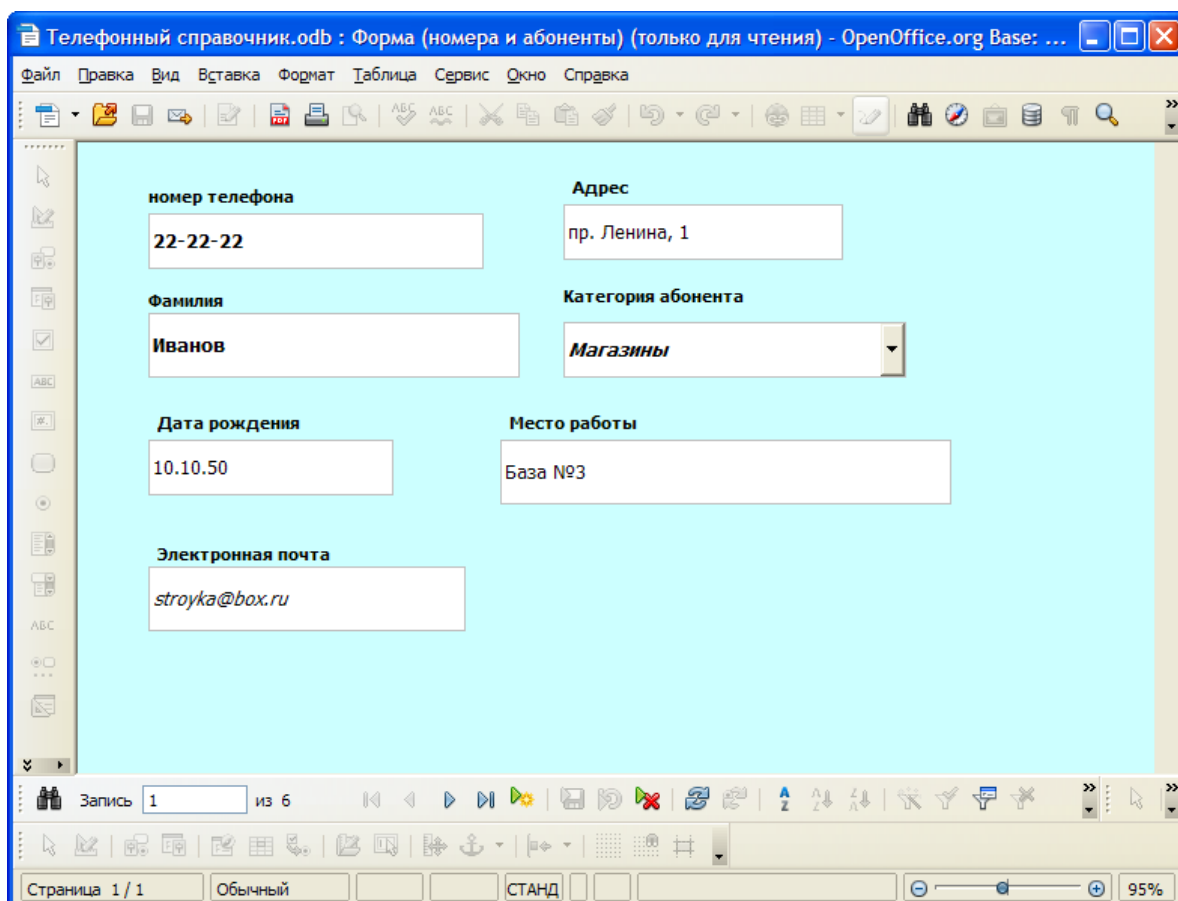 Телефонный справочник.odb : Форма (номера и абоненты) (только для чтения) - OpenOffice.org Base: ...
Файл Правка Вид Вставка Формат Таблица Сервис Окно Справка
номер телефона
Адрес
22-22-22
пр. Ленина, 1
Фамилия
Категория абонента
Иванов
Магазины
Дата рождения
Место работы
10.10.50
База №3
Электронная почта
stroyka@box.ru
Запись 1 из 6
Страница 1 / 1 Обычный СТАНД 95%